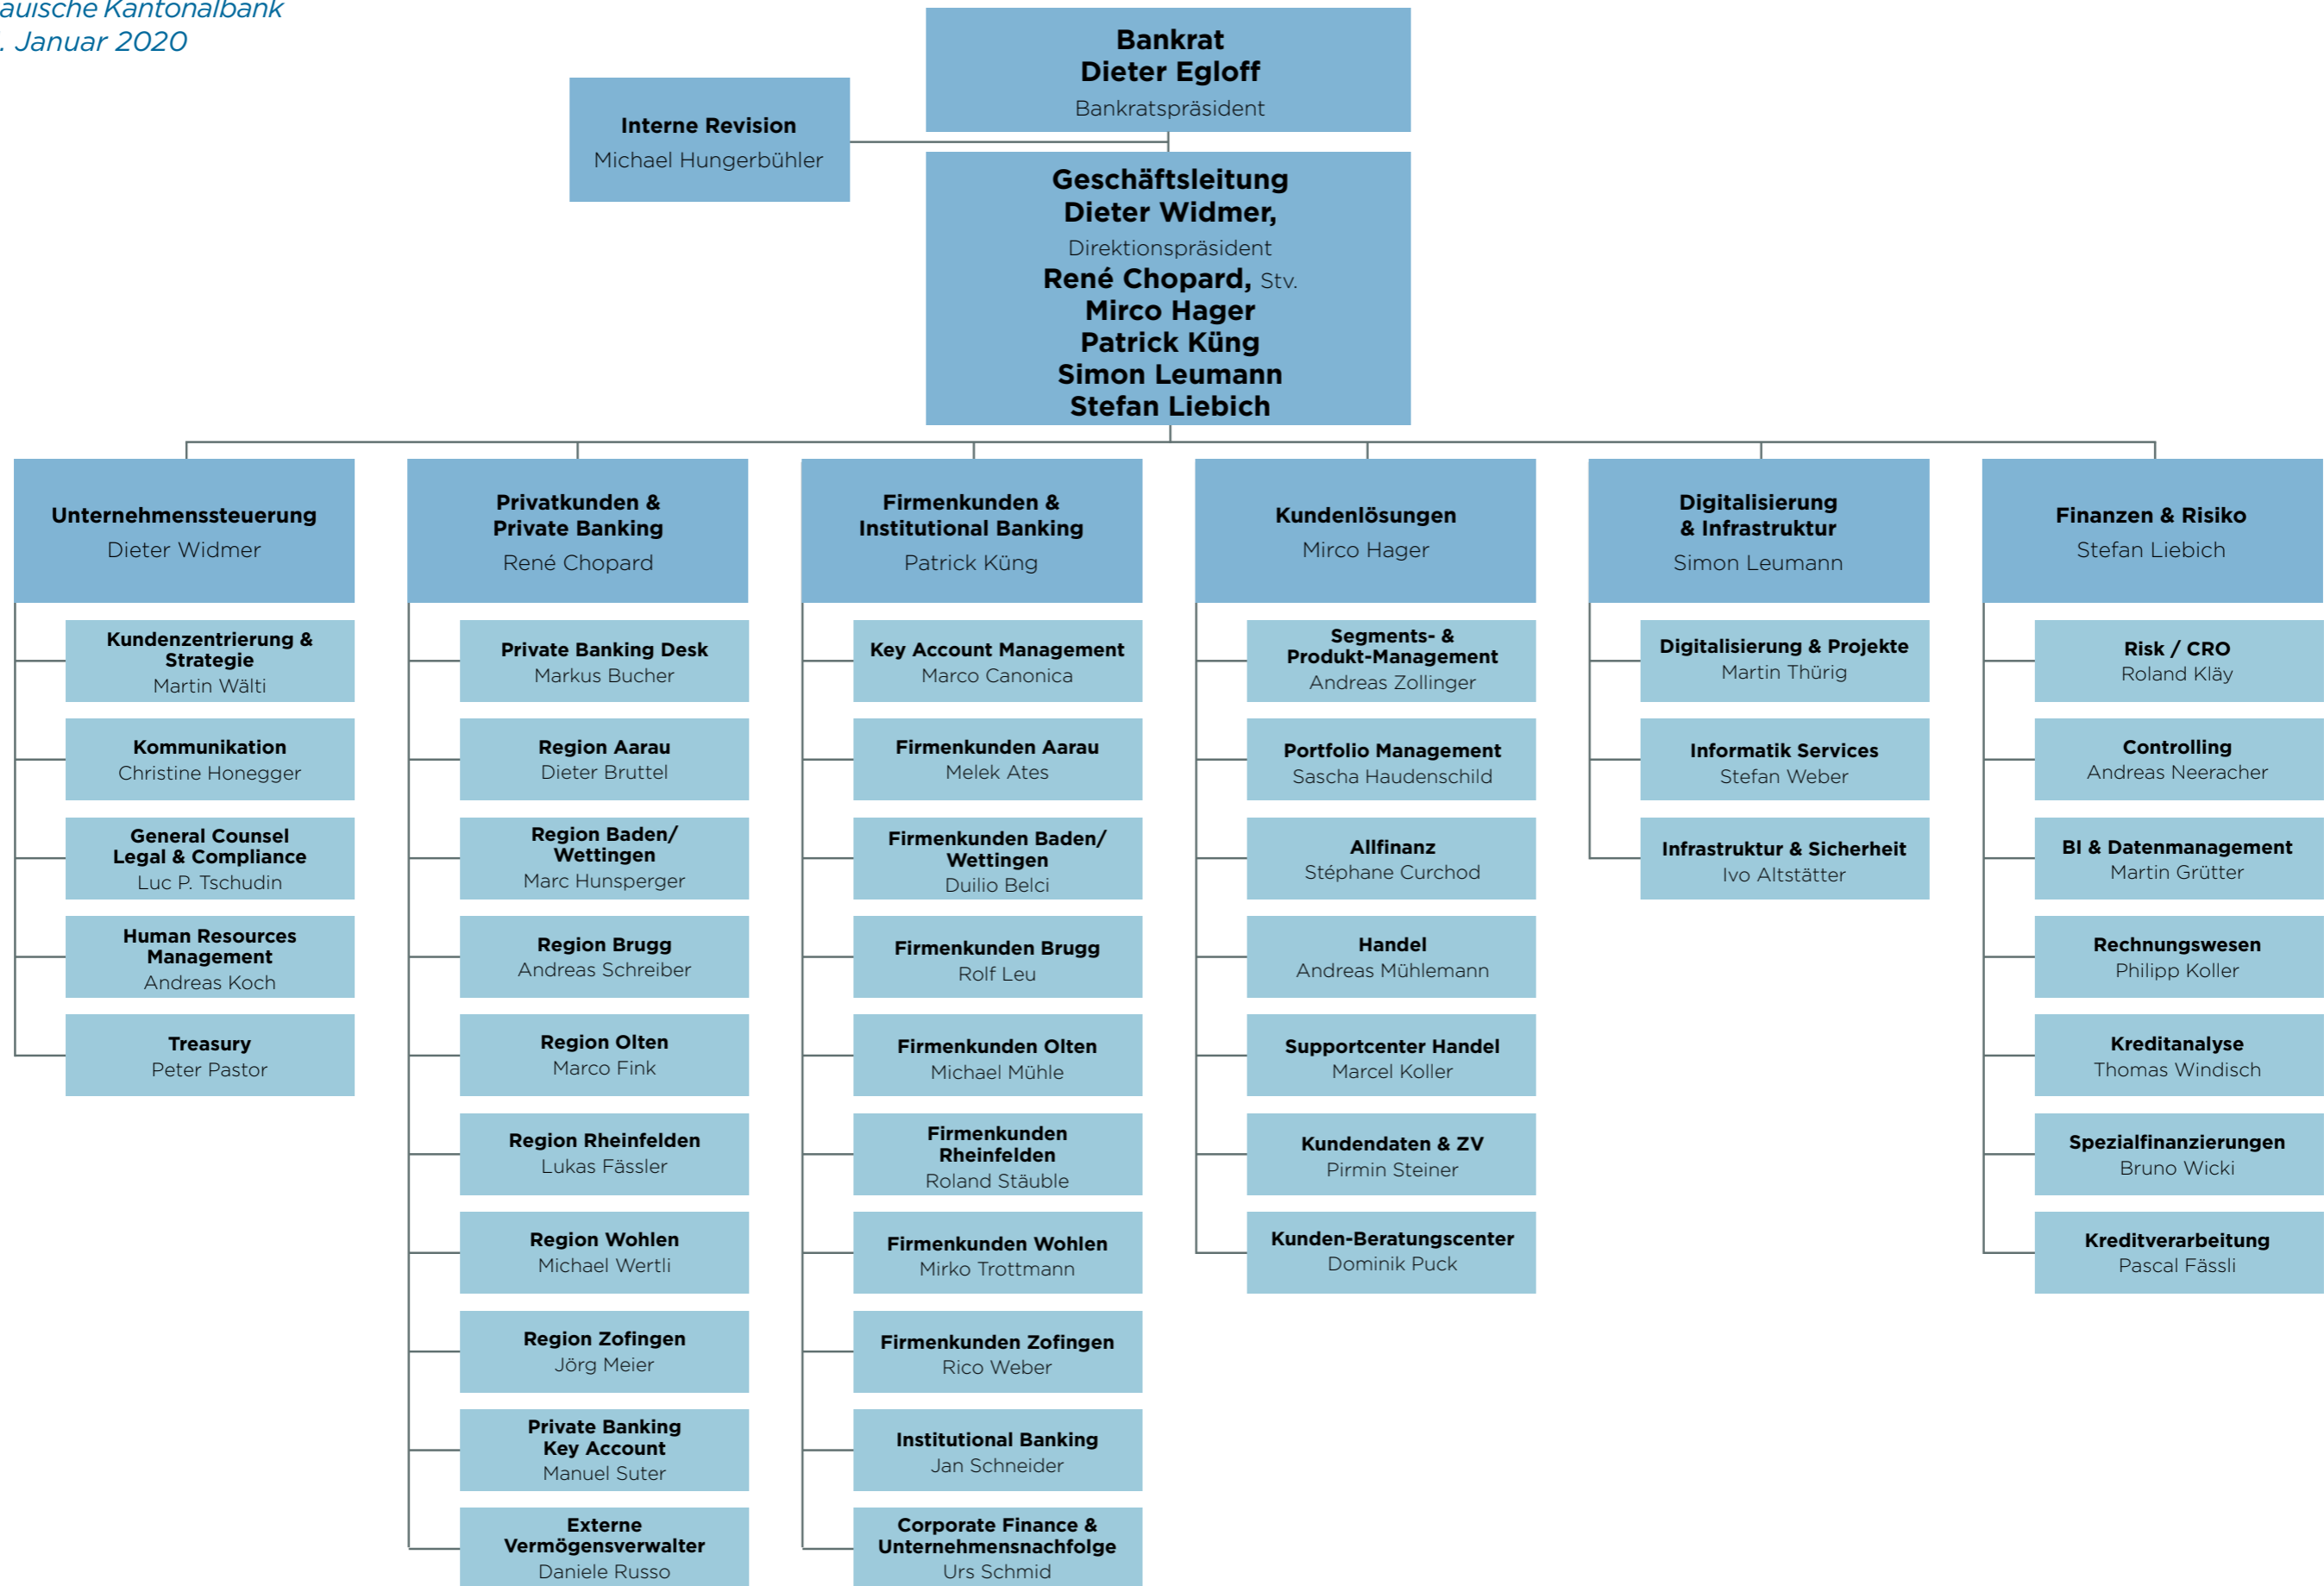 auische Kantonalbank
. Januar 2020
Bankrat
Dieter Egloff
Bankratspräsident
Interne Revision
Michael Hungerbühler
Geschäftsleitung
Dieter Widmer,
Direktionspräsident
René Chopard, Stv.
Mirco Hager
Patrick Küng
Simon Leumann
Stefan Liebich
Unternehmenssteuerung
Dieter Widmer
Kundenzentrierung &
Strategie
Martin Wälti
Kommunikation
Christine Honegger
General Counsel
Legal & Compliance
Luc P. Tschudin
Human Resources
Management
Andreas Koch
Treasury
Peter Pastor
Privatkunden &
Private Banking
René Chopard
Private Banking Desk
Markus Bucher
Region Aarau
Dieter Bruttel
Region Baden/
Wettingen
Marc Hunsperger
Region Brugg
Andreas Schreiber
Region Olten
Marco Fink
Region Rheinfelden
Lukas Fässler
Region Wohlen
Michael Wertli
Region Zofingen
Jörg Meier
Private Banking
Key Account
Manuel Suter
Externe
Vermögensverwalter
Daniele Russo
Firmenkunden &
Institutional Banking
Patrick Küng
Key Account Management
Marco Canonica
Firmenkunden Aarau
Melek Ates
Firmenkunden Baden/
Wettingen
Duilio Belci
Firmenkunden Brugg
Rolf Leu
Firmenkunden Olten
Michael Mühle
Firmenkunden
Rheinfelden
Roland Stäuble
Firmenkunden Wohlen
Mirko Trottmann
Firmenkunden Zofingen
Rico Weber
Institutional Banking
Jan Schneider
Corporate Finance &
Unternehmensnachfolge
Urs Schmid
Kundenlösungen
Mirco Hager
Segments- &
Produkt-Management
Andreas Zollinger
Portfolio Management
Sascha Haudenschild
Allfinanz
Stéphane Curchod
Handel
Andreas Mühlemann
Supportcenter Handel
Marcel Koller
Kundendaten & ZV
Pirmin Steiner
Kunden-Beratungscenter
Dominik Puck
Digitalisierung
& Infrastruktur
Simon Leumann
Digitalisierung & Projekte
Martin Thürig
Informatik Services
Stefan Weber
Infrastruktur & Sicherheit
Ivo Altstätter
Finanzen & Risiko
Stefan Liebich
Risk / CRO
Roland Kläy
Controlling
Andreas Neeracher
BI & Datenmanagement
Martin Grütter
Rechnungswesen
Philipp Koller
Kreditanalyse
Thomas Windisch
Spezialfinanzierungen
Bruno Wicki
Kreditverarbeitung
Pascal Fässli